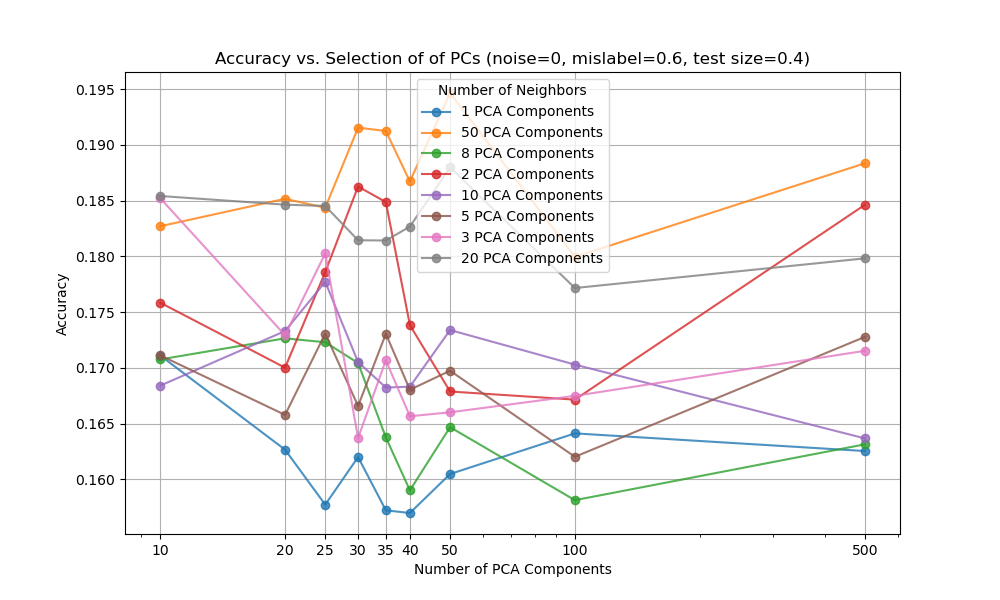 Accuracy vs. Selection of of PCs (noise=0, mislabel=0.6, test size=0.4)
Number of Neighbors
1 PCA Components
50 PCA Components
8 PCA Components
2 PCA Components
10 PCA Components
5 PCA Components
3 PCA Components
20 PCA Components
Accuracy
0.195
0.190
0.185
0.180
0.175
0.170
0.165
0.160
10 20 25 30 35 40 50 100 500
Number of PCA Components